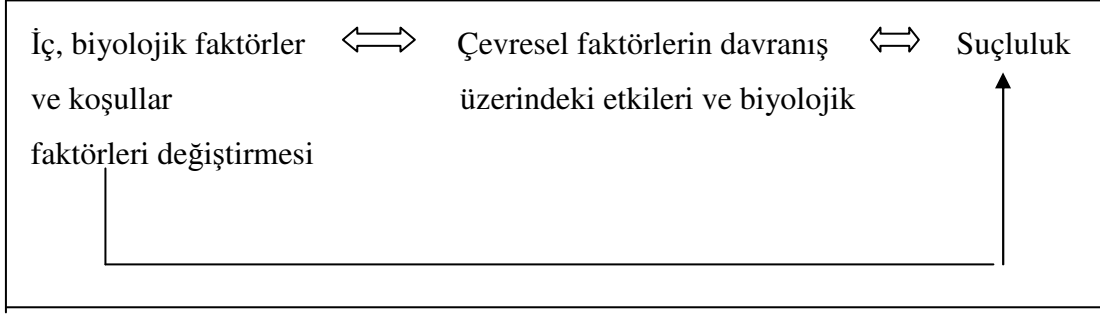 İç, biyolojik faktörler Çevresel faktörlerin davranış Suçluluk
ve koşullar üzerindeki etkileri ve biyolojik
faktörleri değiştirmesi